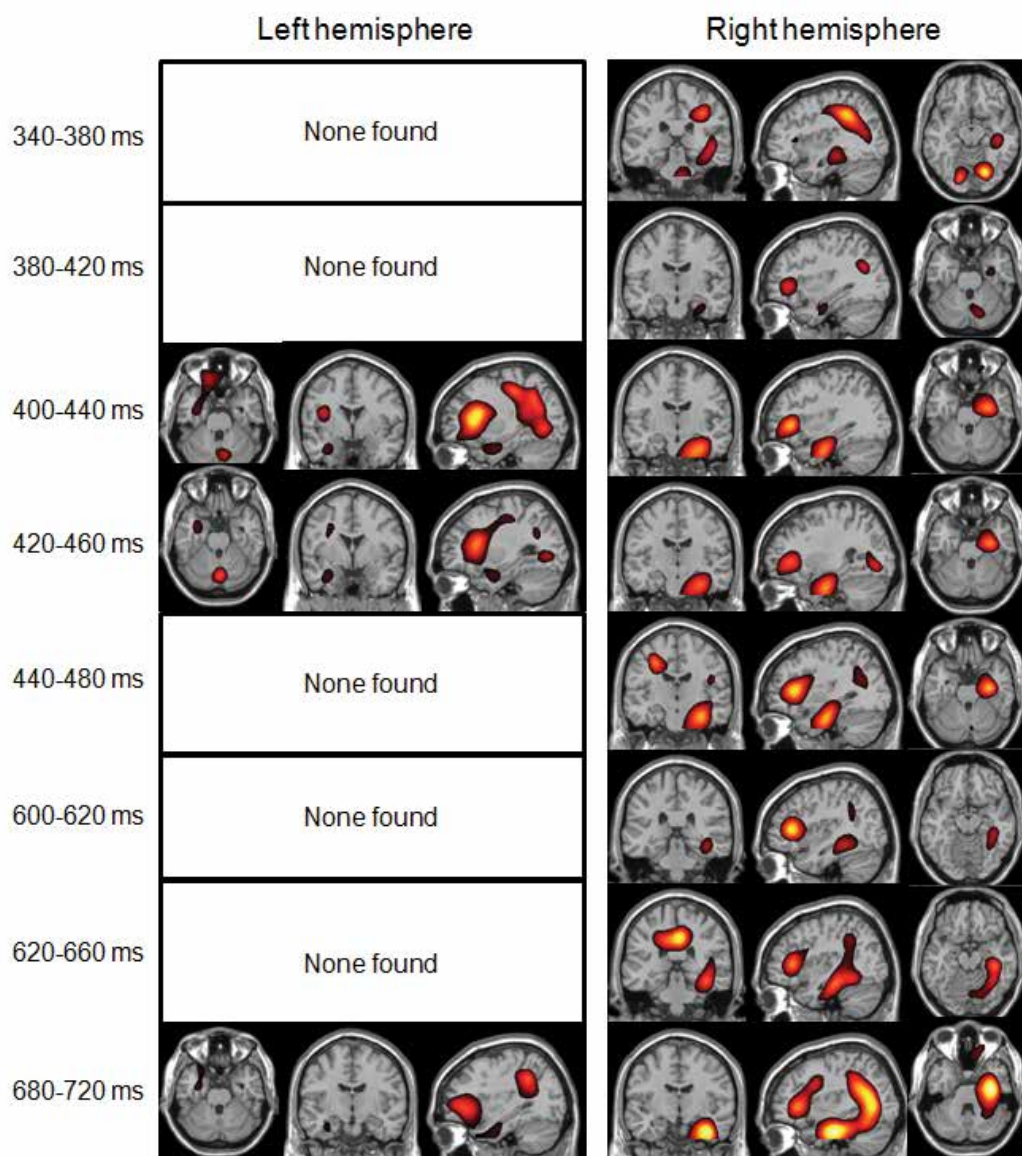 Left hemisphere Right hemisphere
340-380 ms None found
380-420 ms None found
400-440 ms
420-460 ms
440-480 ms None found
600-620 ms None found
620-660 ms None found
680-720 ms